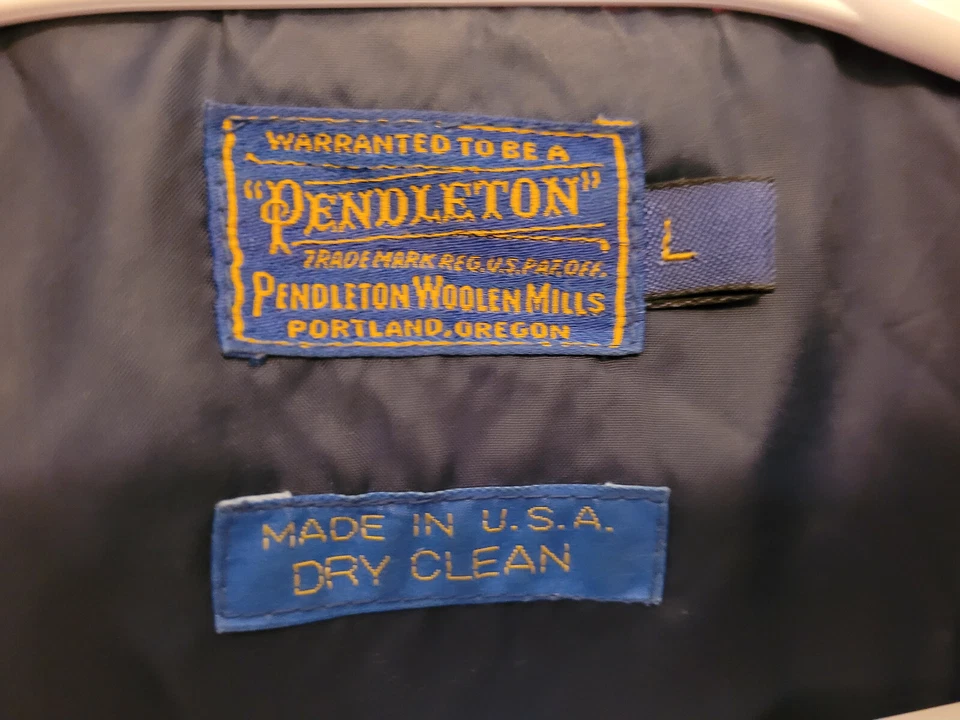 WARRANTED TO BE A
"PENDLETON"
TRADE MARK REG. U.S. PAT. OFF.
PENDLETON WOOLEN MILLS
PORTLAND, OREGON
L
MADE IN U.S.A.
DRY CLEAN